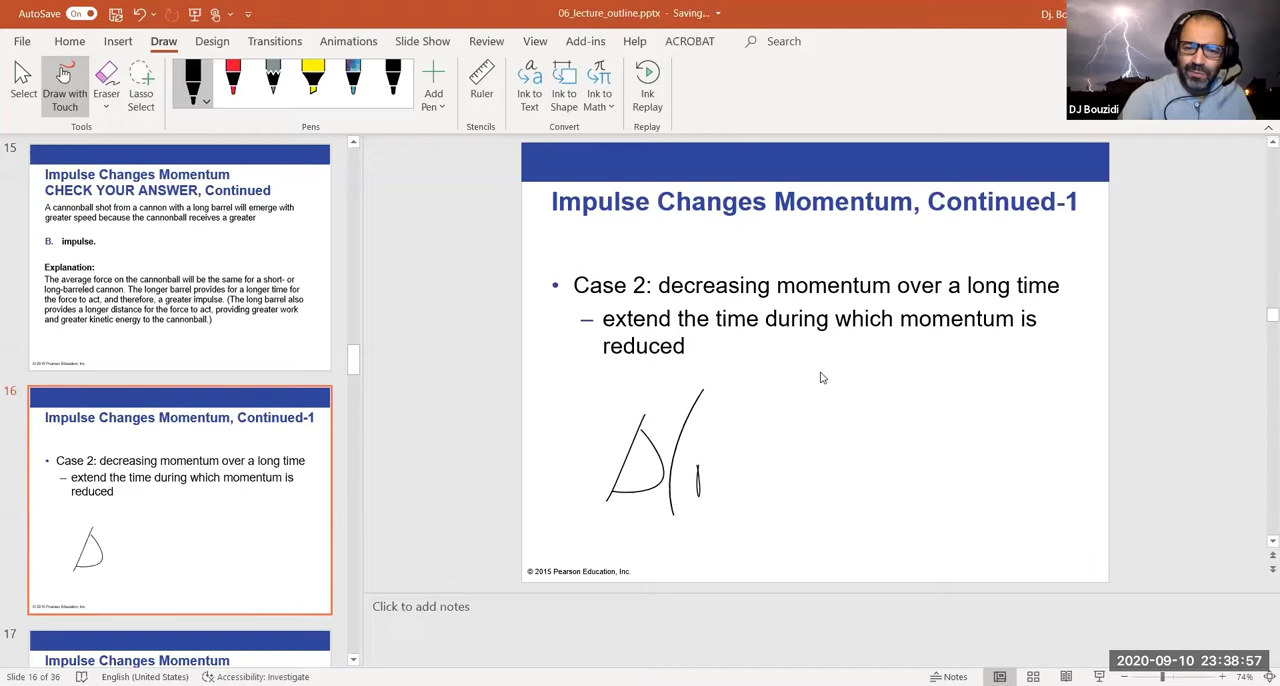 AutoSave On 06_lecture_outline.pptx - Saving... Dj. Bo
File Home Insert Draw Design Transitions Animations Slide Show Review View Add-ins Help ACROBAT Search
Select Draw with Touch Eraser Lasso Select Add Pen Ruler Ink to Text Ink to Shape Ink to Math Ink Replay
Tools Pens Stencils Convert Replay
DJ Bouzidi
15
Impulse Changes Momentum
CHECK YOUR ANSWER, Continued
A cannonball shot from a cannon with a long barrel will emerge with
greater speed because the cannonball receives a greater
B. impulse.
Explanation:
The average force on the cannonball will be the same for a short- or
long-barreled cannon. The longer barrel provides for a longer time for
the force to act, and therefore, a greater impulse. (The long barrel also
provides a longer distance for the force to act, providing greater work
and greater kinetic energy to the cannonball.)
© 2015 Pearson Education, Inc.
16
Impulse Changes Momentum, Continued-1
• Case 2: decreasing momentum over a long time
– extend the time during which momentum is
reduced
© 2015 Pearson Education, Inc.
17
Impulse Changes Momentum
Impulse Changes Momentum, Continued-1
• Case 2: decreasing momentum over a long time
– extend the time during which momentum is
reduced
© 2015 Pearson Education, Inc.
Click to add notes
2020-09-10 23:38:57
Slide 16 of 36 English (United States) Accessibility: Investigate Notes 74%